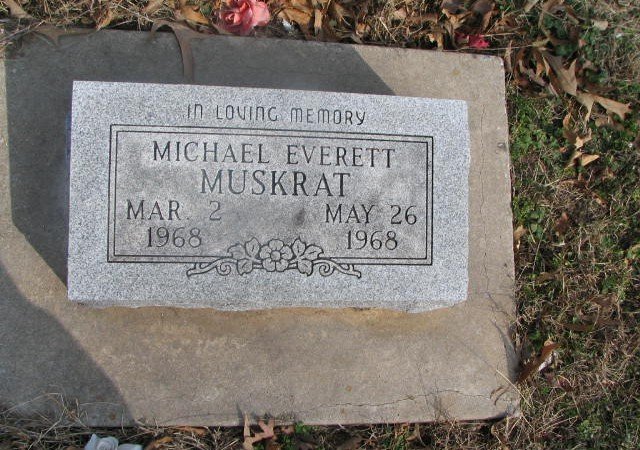 IN LOVING MEMORY
MICHAEL EVERETT
MUSKRAT
MAR. 2 MAY 26
1968 1968